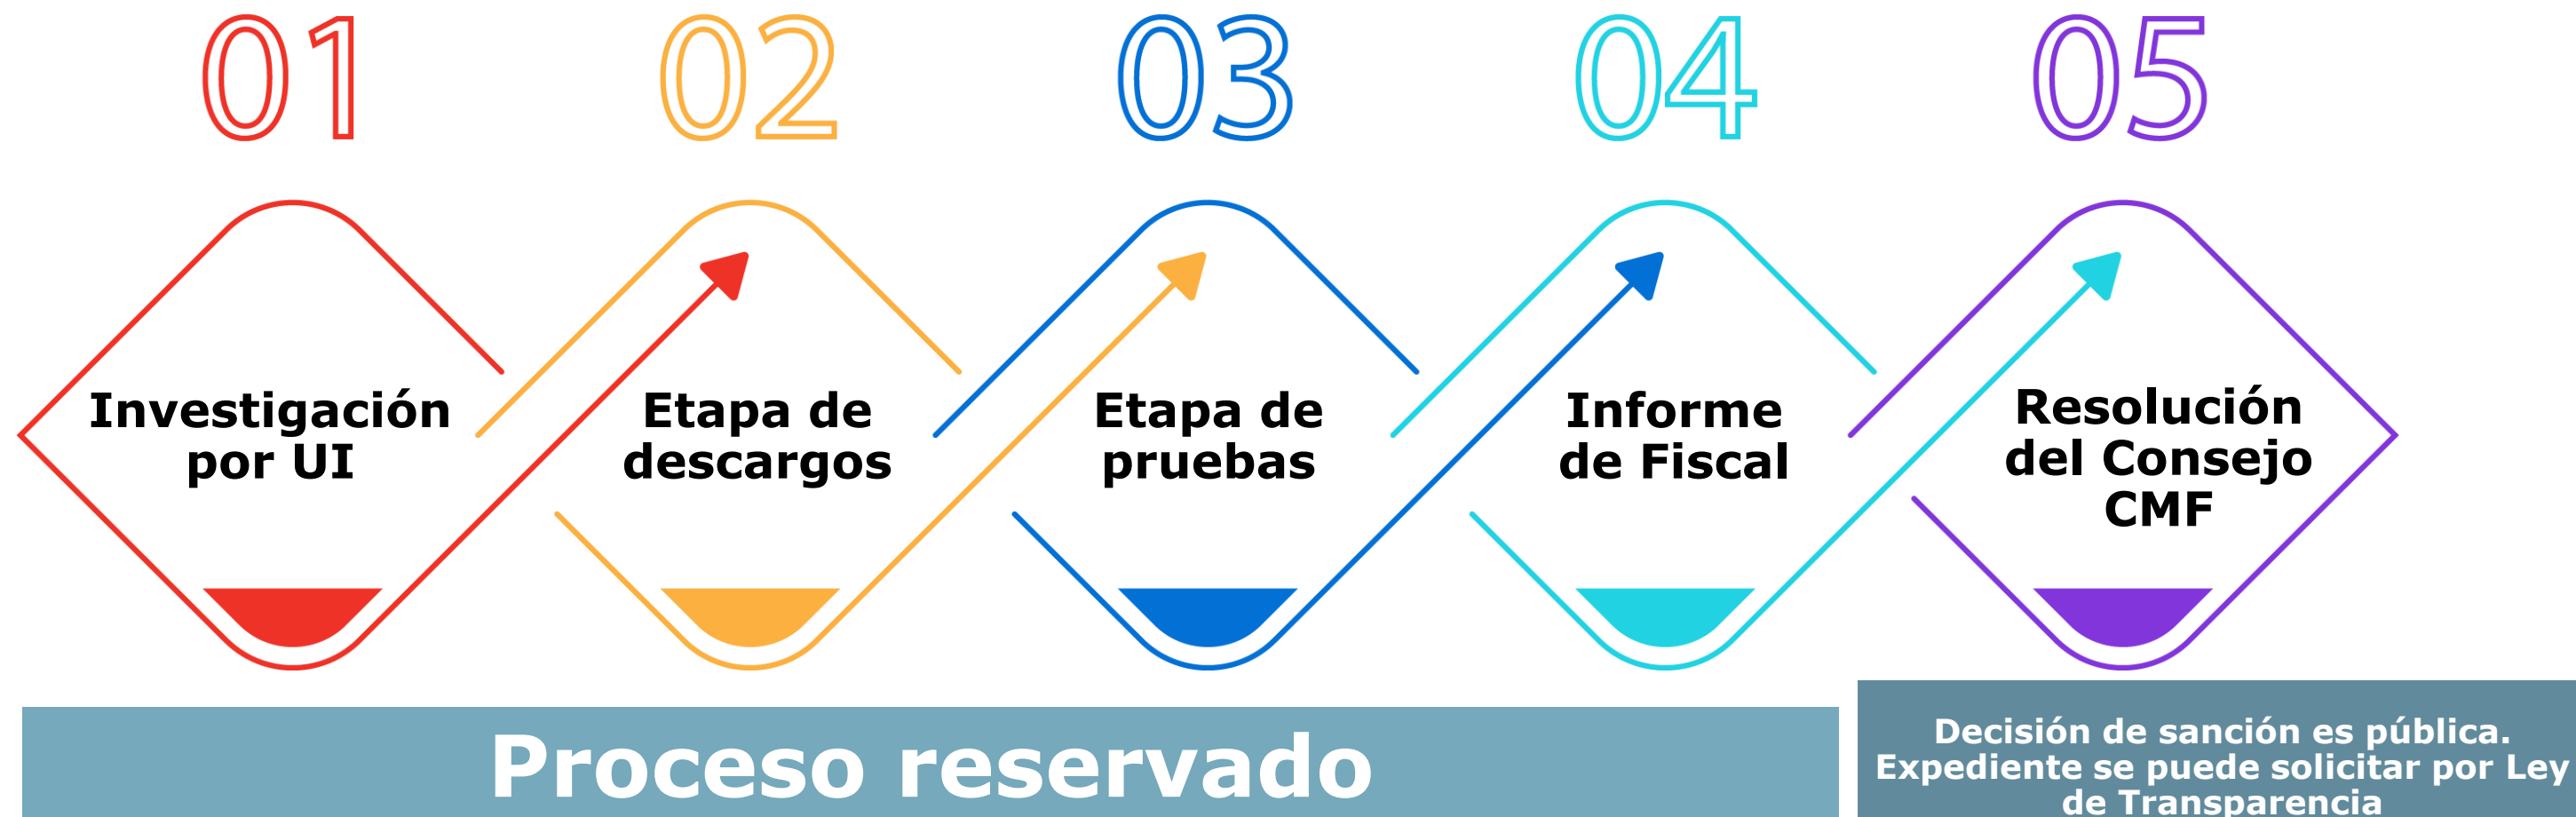 01
02
03
04
05
Investigación
por UI
Etapa de
descargos
Etapa de
pruebas
Informe
de Fiscal
Resolución
del Consejo
CMF
Proceso reservado
Decisión de sanción es pública.
Expediente se puede solicitar por Ley
de Transparencia